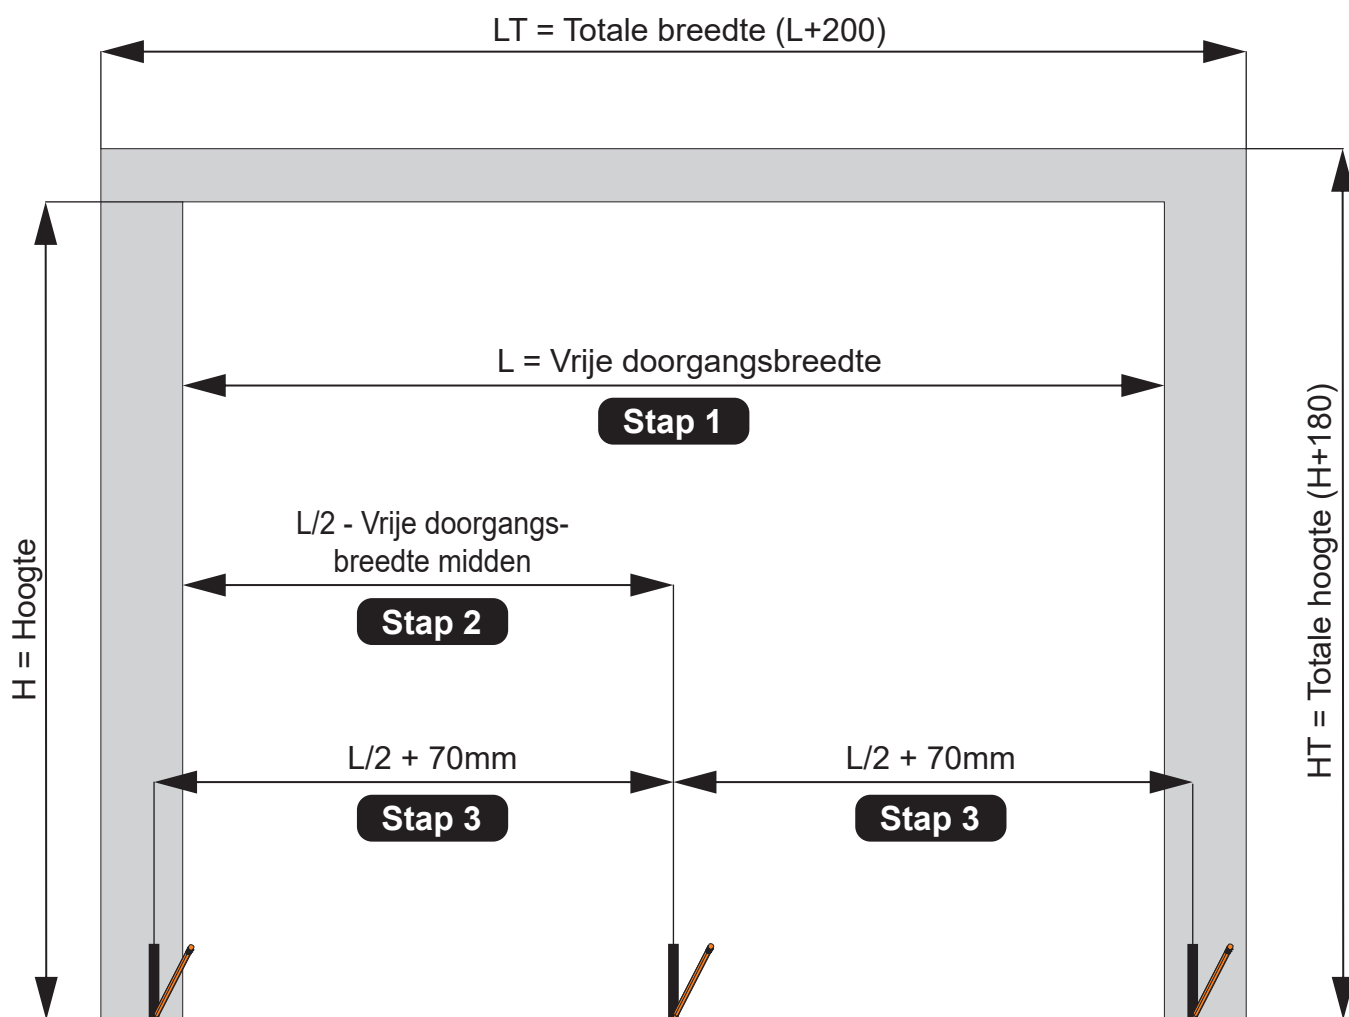 LT = Totale breedte (L+200)
L = Vrije doorgangsbreedte
Stap 1
L/2 - Vrije doorgangs-
breedte midden
Stap 2
H = Hoogte
HT = Totale hoogte (H+180)
L/2 + 70mm
L/2 + 70mm
Stap 3
Stap 3